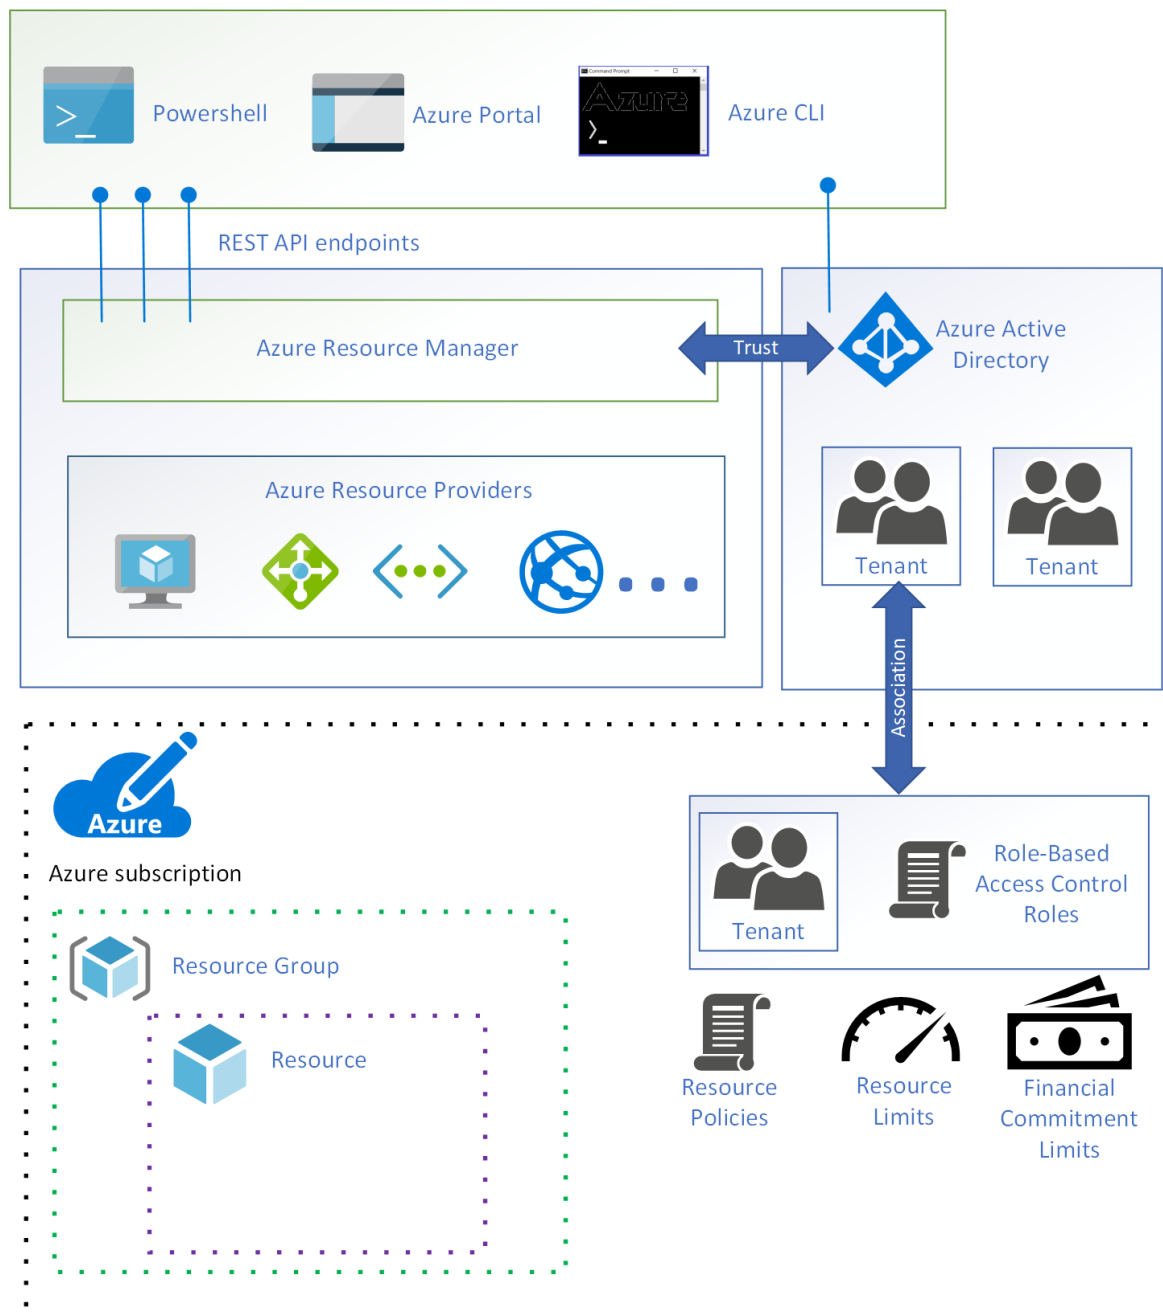 Command Prompt
Azure
Powershell
Azure Portal
Azure CLI
REST API endpoints
Azure Resource Manager
Trust
Azure Active
Directory
Azure Resource Providers
Tenant
Tenant
Association
Azure
Azure subscription
Tenant
Role-Based
Access Control
Roles
Resource Group
Resource
Resource
Policies
Resource
Limits
Financial
Commitment
Limits